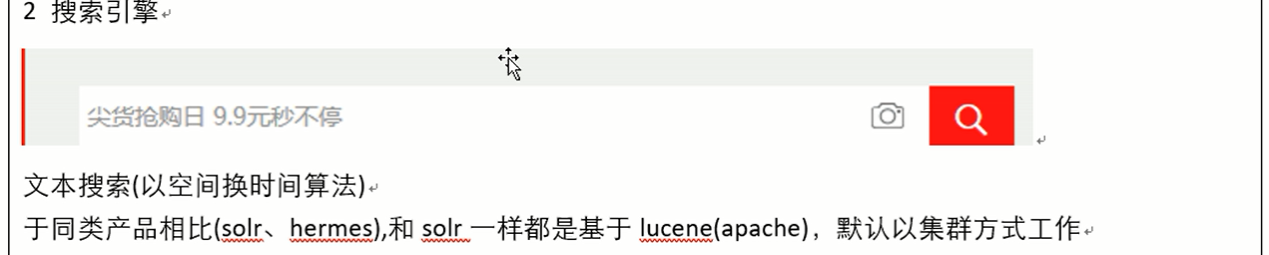 2 搜索引擎
尖货抢购日 9.9元秒不停
文本搜索(以空间换时间算法)
于同类产品相比(solr、hermes),和 solr 一样都是基于 lucene(apache)，默认以集群方式工作